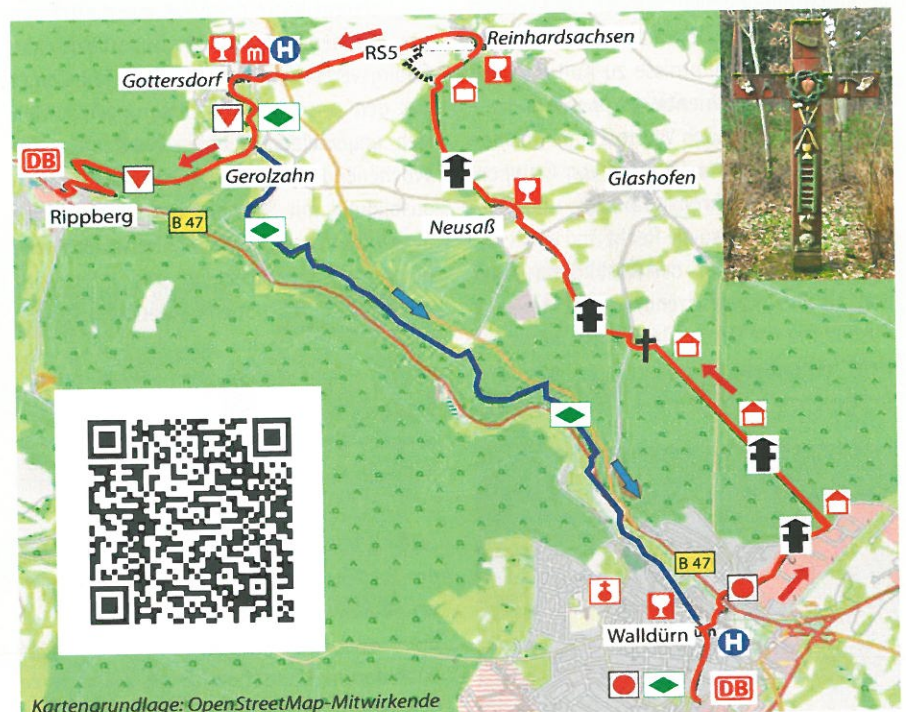 RS5 Reinhardsachsen
H
Gottersdorf
DB
Gerolzahn
Glashofen
Rippberg
B 47
Neusaß
B 47
Walldürn
H
DB
Kartengrundlage: OpenStreetMap-Mitwirkende